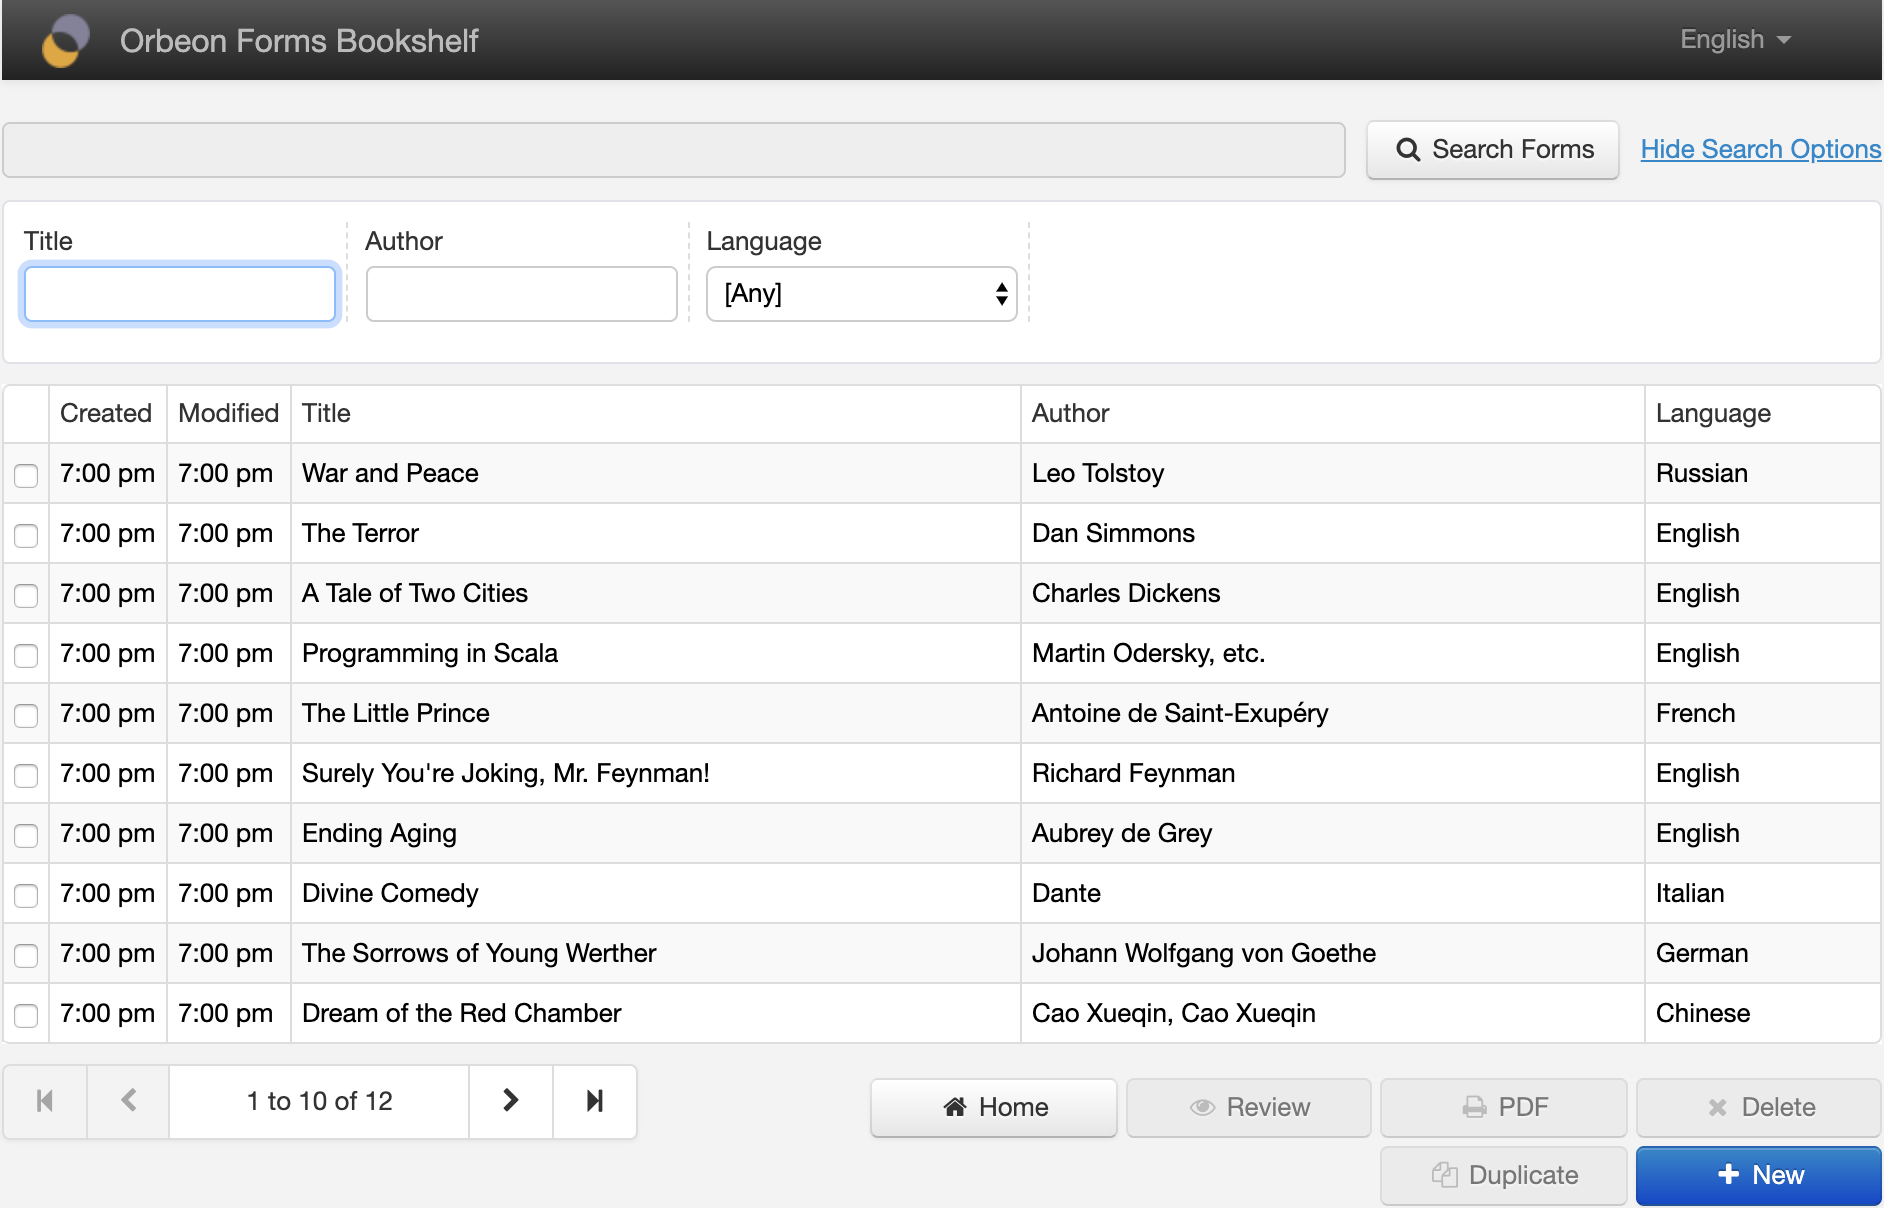 Orbeon Forms Bookshelf English
Search Forms Hide Search Options
Title Author Language
[Any]
Created Modified Title Author Language
7:00 pm 7:00 pm War and Peace Leo Tolstoy Russian
7:00 pm 7:00 pm The Terror Dan Simmons English
7:00 pm 7:00 pm A Tale of Two Cities Charles Dickens English
7:00 pm 7:00 pm Programming in Scala Martin Odersky, etc. English
7:00 pm 7:00 pm The Little Prince Antoine de Saint-Exupéry French
7:00 pm 7:00 pm Surely You're Joking, Mr. Feynman! Richard Feynman English
7:00 pm 7:00 pm Ending Aging Aubrey de Grey English
7:00 pm 7:00 pm Divine Comedy Dante Italian
7:00 pm 7:00 pm The Sorrows of Young Werther Johann Wolfgang von Goethe German
7:00 pm 7:00 pm Dream of the Red Chamber Cao Xueqin, Cao Xueqin Chinese
1 to 10 of 12 Home Review PDF Delete
Duplicate New